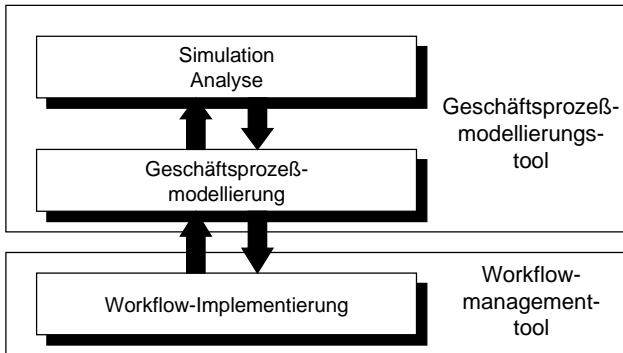 Simulation
Analyse
Geschäftsprozeß-
modellierungs-
tool
Geschäftsprozeß-
modellierung
Workflow-Implementierung
Workflow-
management-
tool